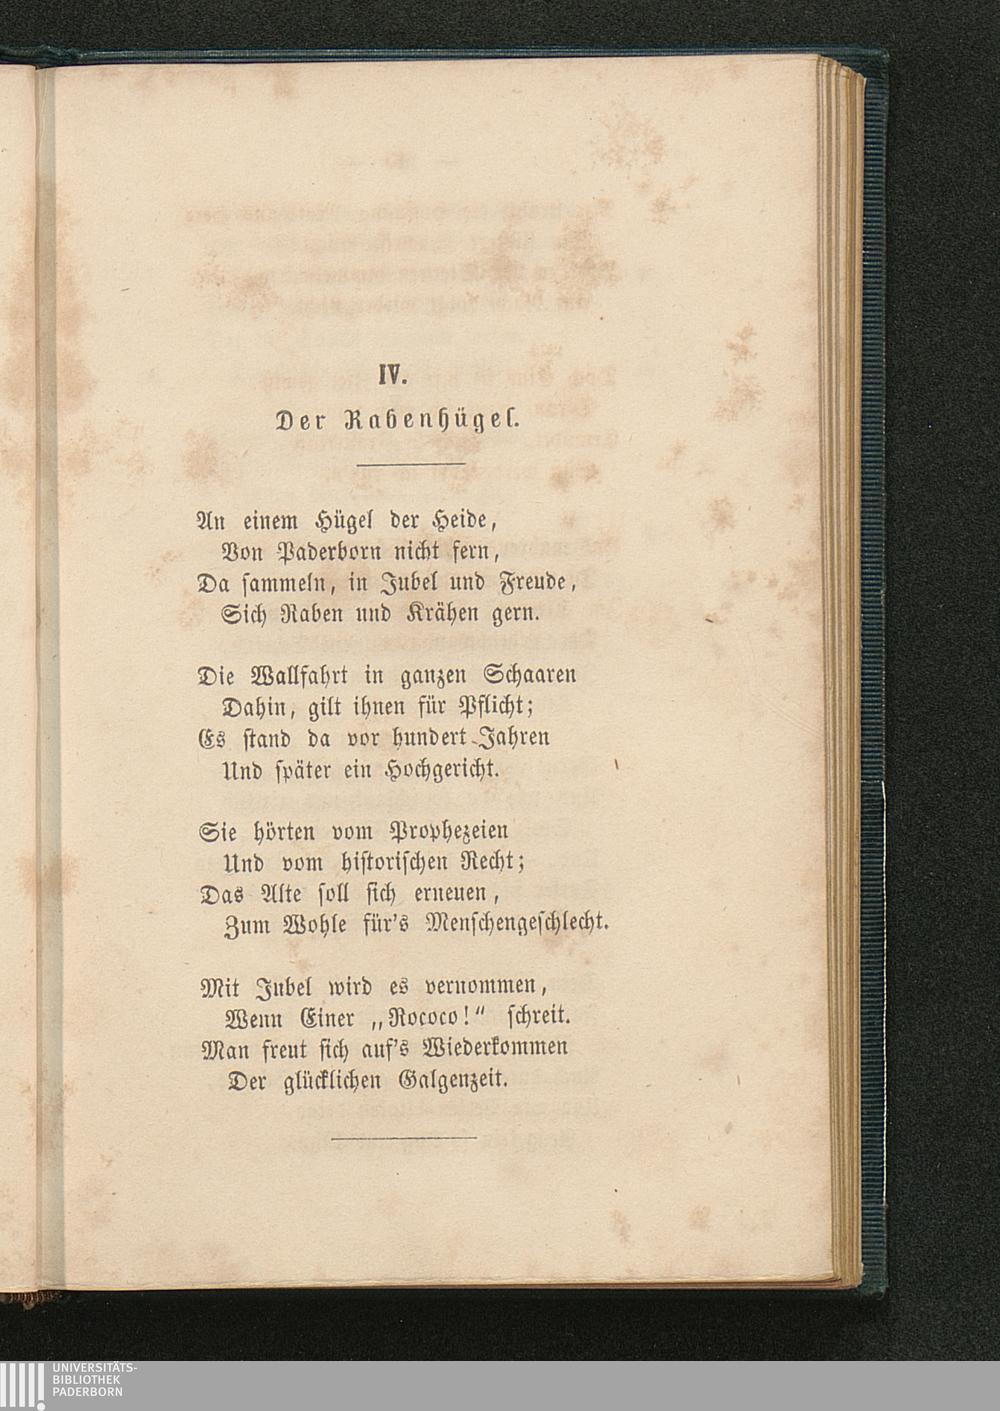 IV.
Der Rabenhügel.
An einem Hügel der Heide,
Von Paderborn nicht fern,
Da sammeln, in Jubel und Freude,
Sich Raben und Krähen gern.
Die Wallfahrt in ganzen Schaaren
Dahin, gilt ihnen für Pflicht;
Es stand da vor hundert Jahren
Und später ein Hochgericht.
Sie hörten vom Prophezeien
Und vom historischen Recht;
Das Alte soll sich erneuen,
Zum Wohle für's Menschengeschlecht.
Mit Jubel wird es vernommen,
Wenn Einer „Rococo!“ schreit.
Man freut sich auf's Wiederkommen
Der glücklichen Galgenzeit.
UNIVERSITÄTS-
BIBLIOTHEK
PADERBORN